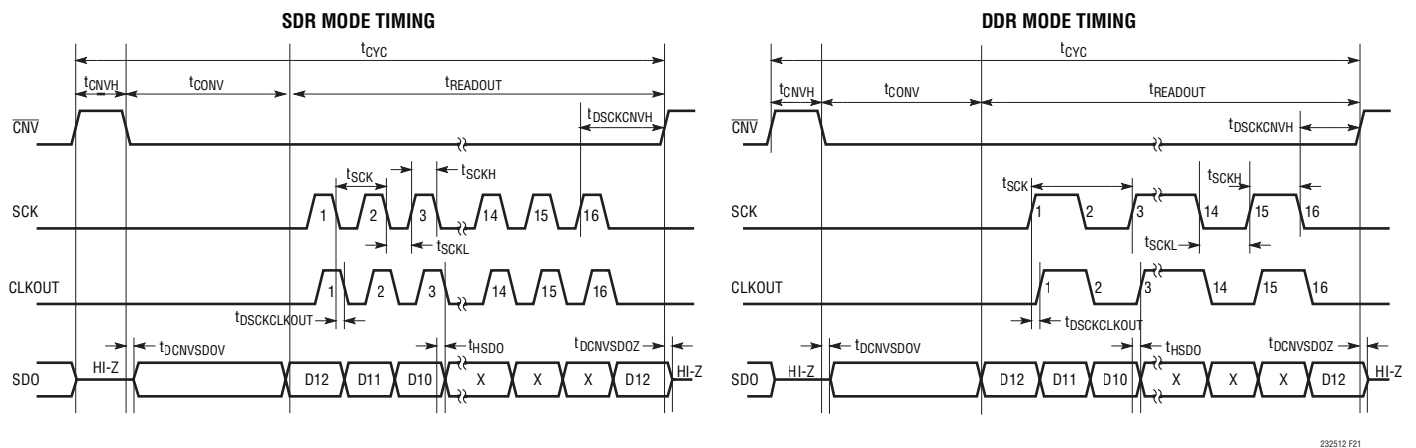 SDR MODE TIMING
tCYC
tCNVH
tCONV
tREADOUT
tDSCKCNVH
CNV
tSCK
tSCKH
SCK
1 2 3 14 15 16
tSCKL
CLKOUT
1 2 3 14 15 16
tDSCKCLKOUT
tDCNVSDOV
tHSDO
tDCNVSDOZ
SDO
HI-Z
D12 D11 D10 X X X D12
HI-Z
DDR MODE TIMING
tCYC
tCNVH
tCONV
tREADOUT
tDSCKCNVH
CNV
tSCK
tSCKH
SCK
1 2 3 14 15 16
tSCKL
CLKOUT
1 2 3 14 15 16
tDSCKCLKOUT
tDCNVSDOV
tHSDO
tDCNVSDOZ
SDO
HI-Z
D12 D11 D10 X X X D12
HI-Z
232512 F21